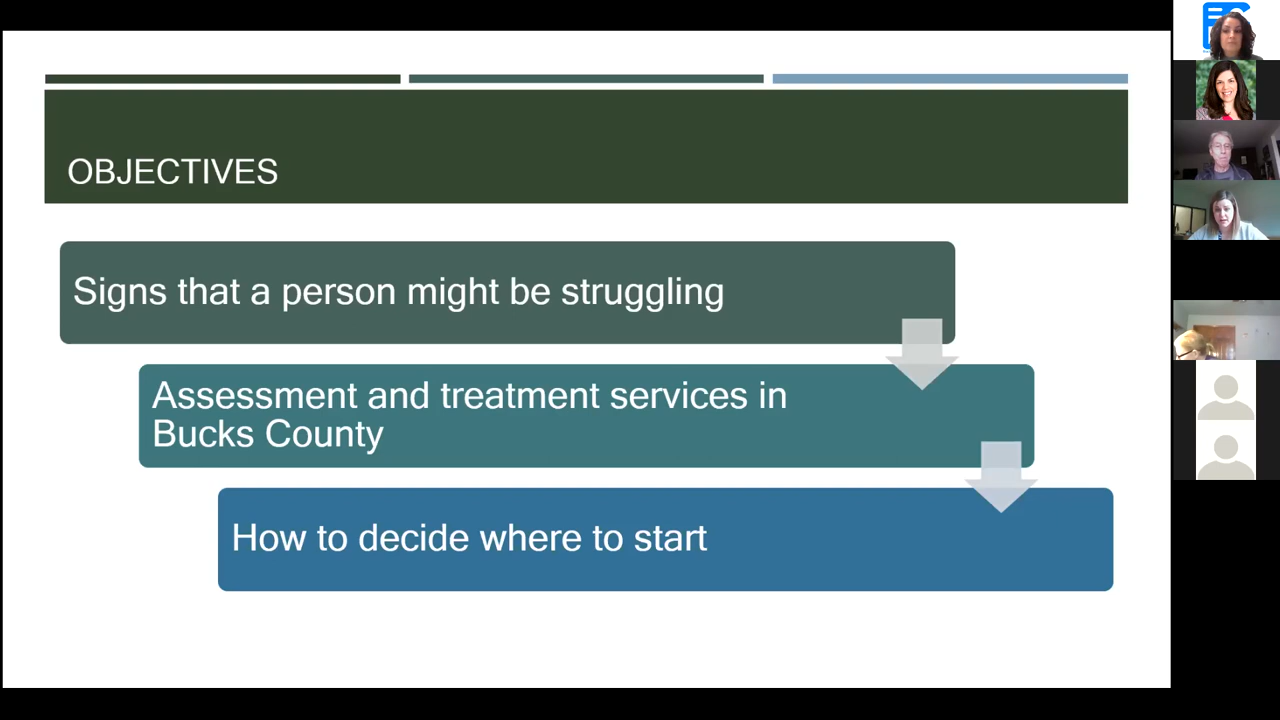 OBJECTIVES
Signs that a person might be struggling
Assessment and treatment services in
Bucks County
How to decide where to start